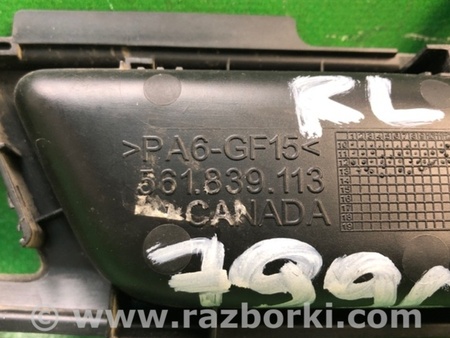 RL
>PA6-GF15<
561.839.113
CANADA
www.razborki.com